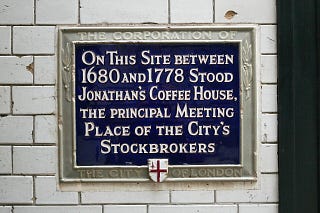 THE CORPORATION OF
ON THIS SITE BETWEEN
1680 AND 1778 STOOD
JONATHAN'S COFFEE HOUSE,
THE PRINCIPAL MEETING
PLACE OF THE CITY'S
STOCKBROKERS
THE CITY OF LONDON